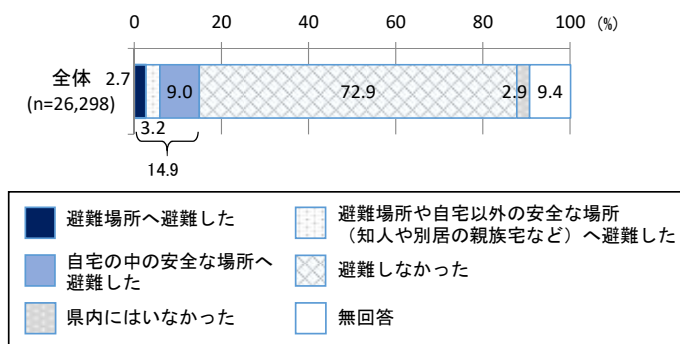 0 20 40 60 80 100 (%)
全体
(n=26,298)
2.7 9.0 72.9 2.9 9.4
3.2
14.9
避難場所へ避難した
避難場所や自宅以外の安全な場所
（知人や別居の親族宅など）へ避難した
自宅の中の安全な場所へ
避難した
避難しなかった
県内にはいなかった
無回答